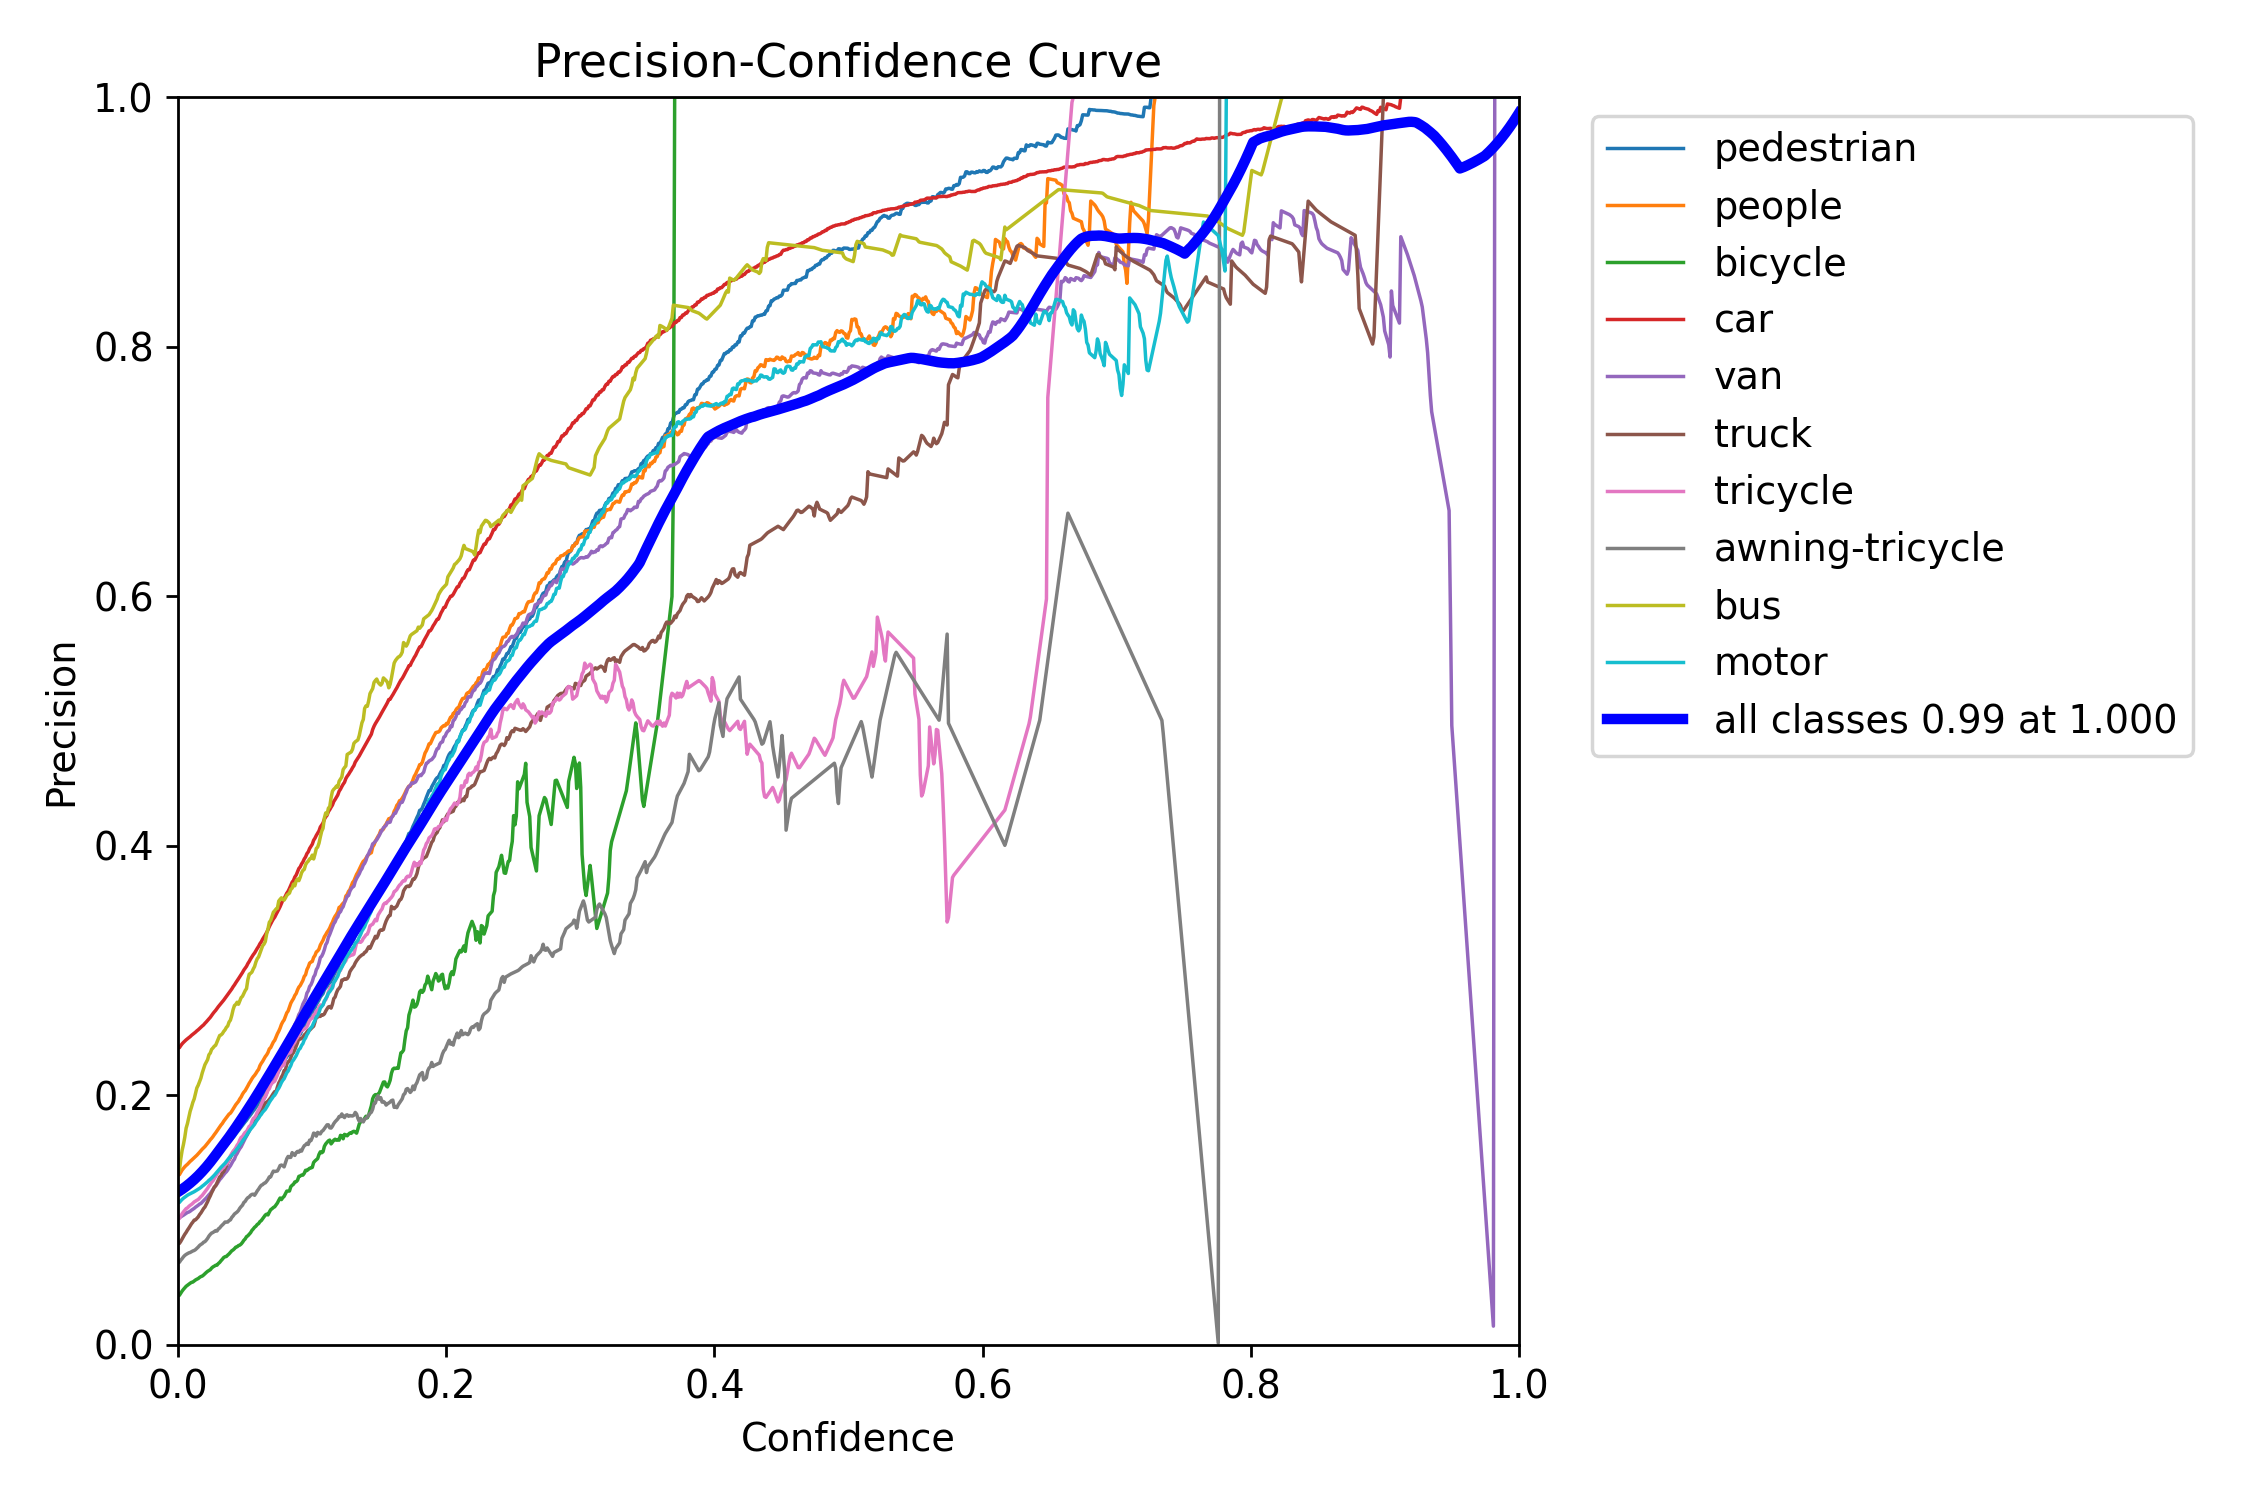 Precision-Confidence Curve
1.0
0.8
0.6
0.4
0.2
0.0
Precision
0.0 0.2 0.4 0.6 0.8 1.0
Confidence
pedestrian
people
bicycle
car
van
truck
tricycle
awning-tricycle
bus
motor
all classes 0.99 at 1.000